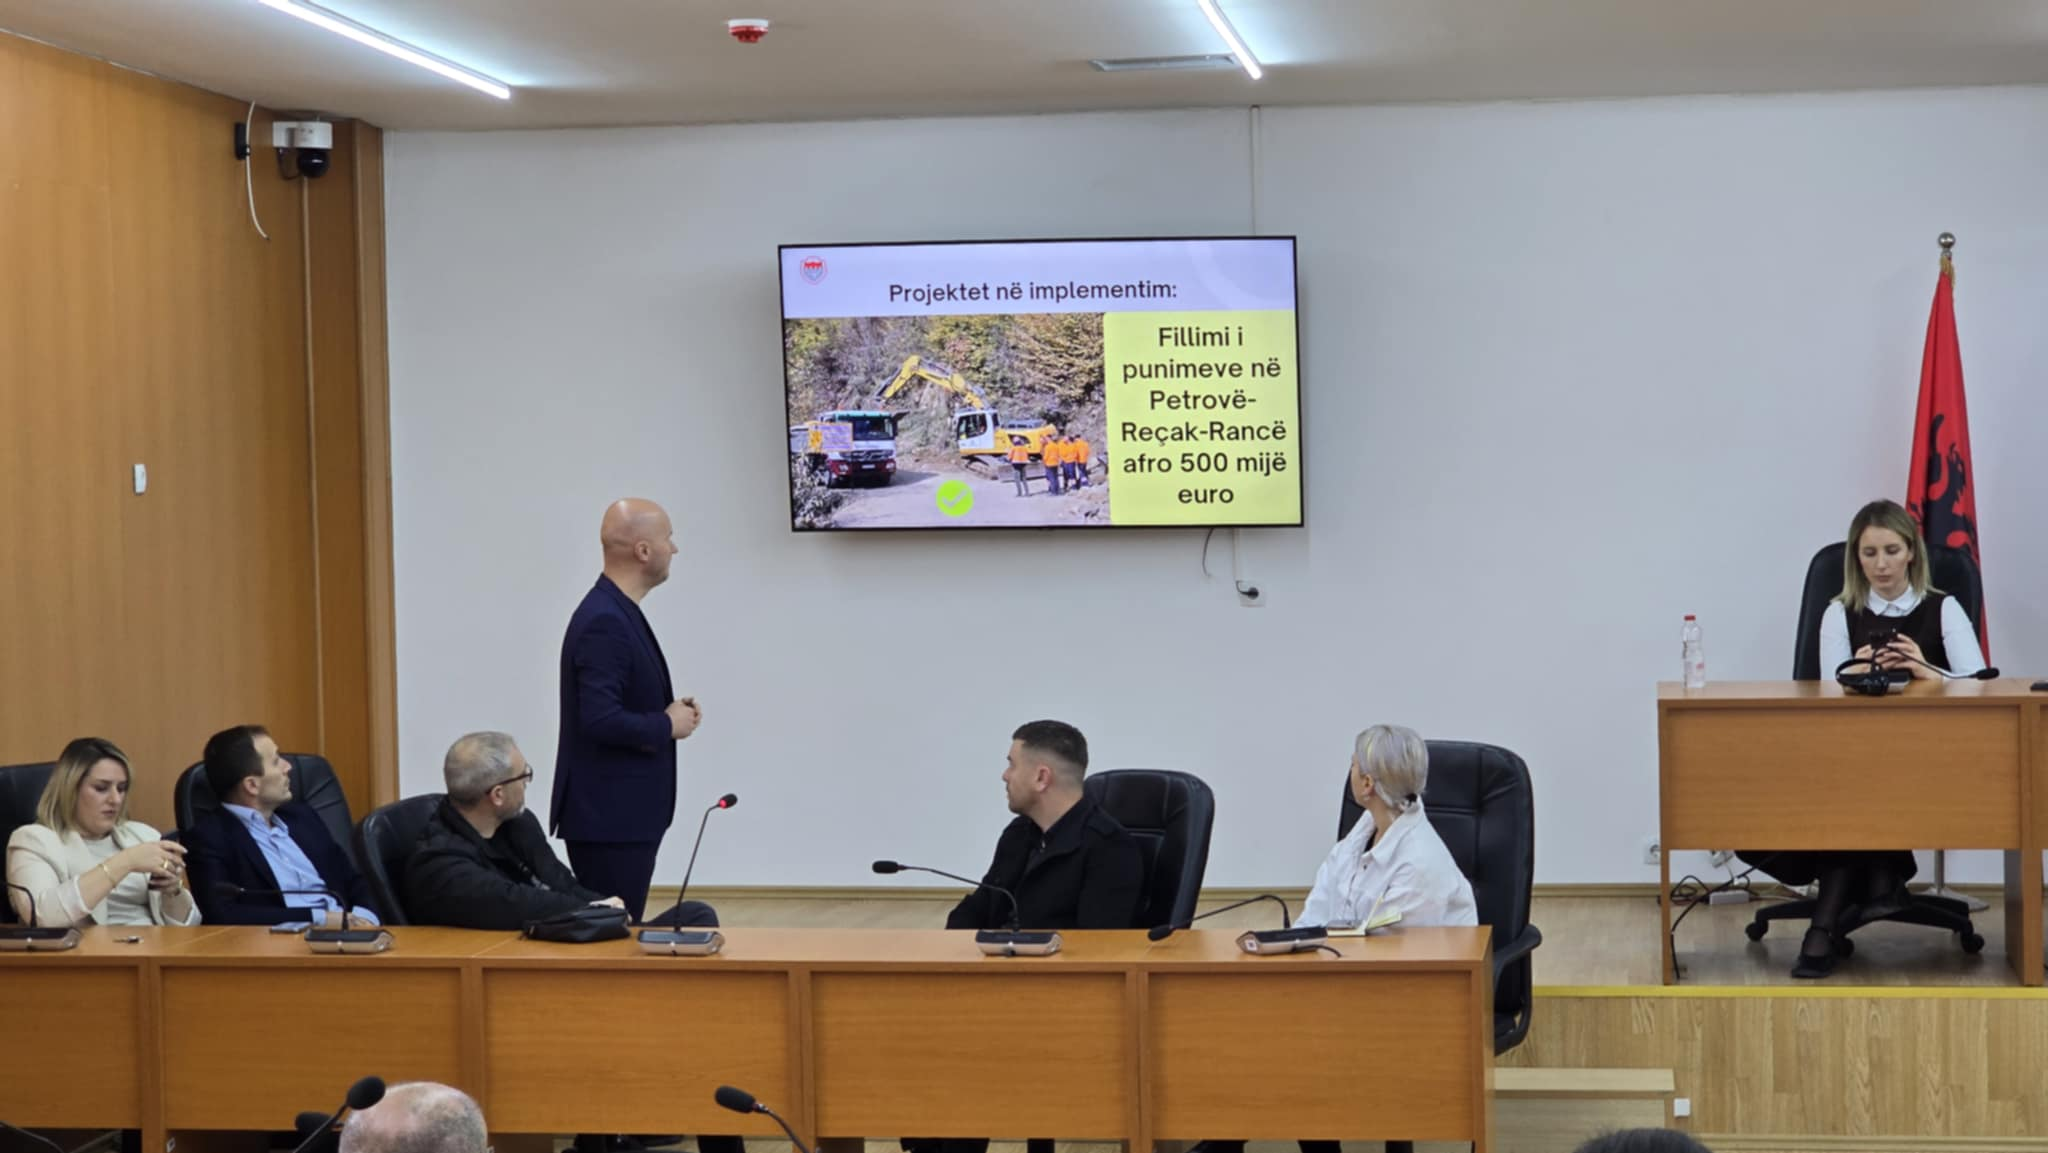 Projektet në implementim:
Fillimi i
punimeve në
Petrovë-
Reçak-Rancë
afro 500 mijë
euro